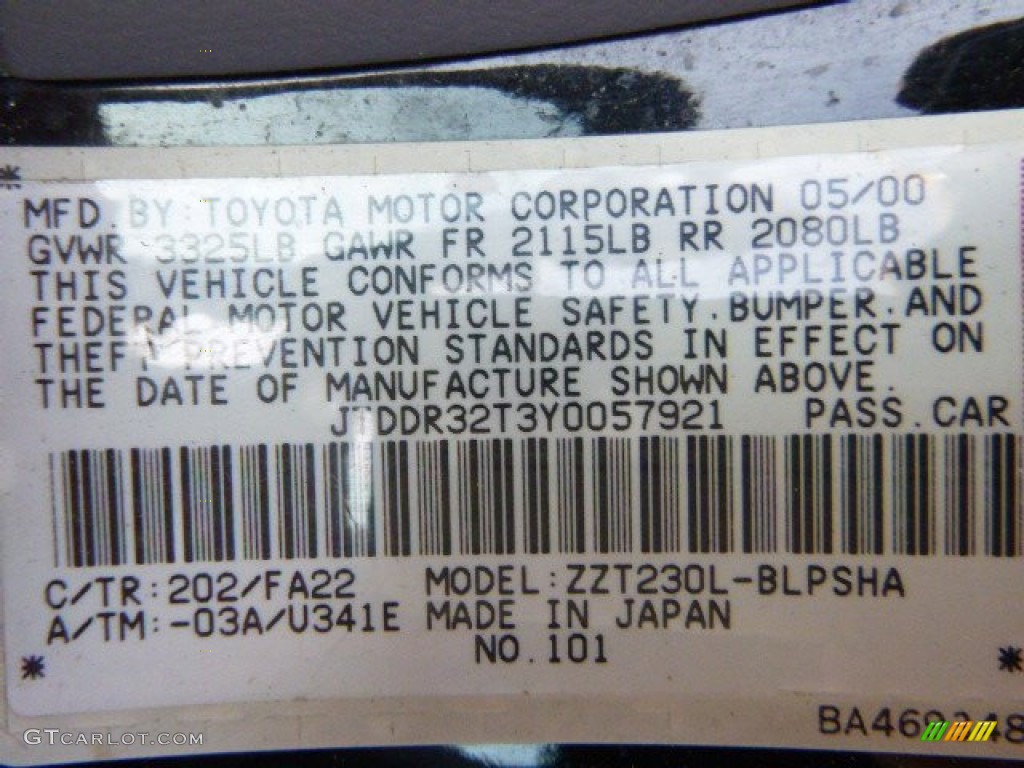 MFD. BY: TOYOTA MOTOR CORPORATION 05/00
GVWR 3325LB GAWR FR 2115LB RR 2080LB
THIS VEHICLE CONFORMS TO ALL APPLICABLE
FEDERAL MOTOR VEHICLE SAFETY. BUMPER. AND
THEFT PREVENTION STANDARDS IN EFFECT ON
THE DATE OF MANUFACTURE SHOWN ABOVE.
JTDDR32T3Y0057921 PASS. CAR
C/TR:202/FA22 MODEL:ZZT230L-BLPSHA
A/TM:-03A/U341E MADE IN JAPAN
NO.101
GTCARLOT.COM